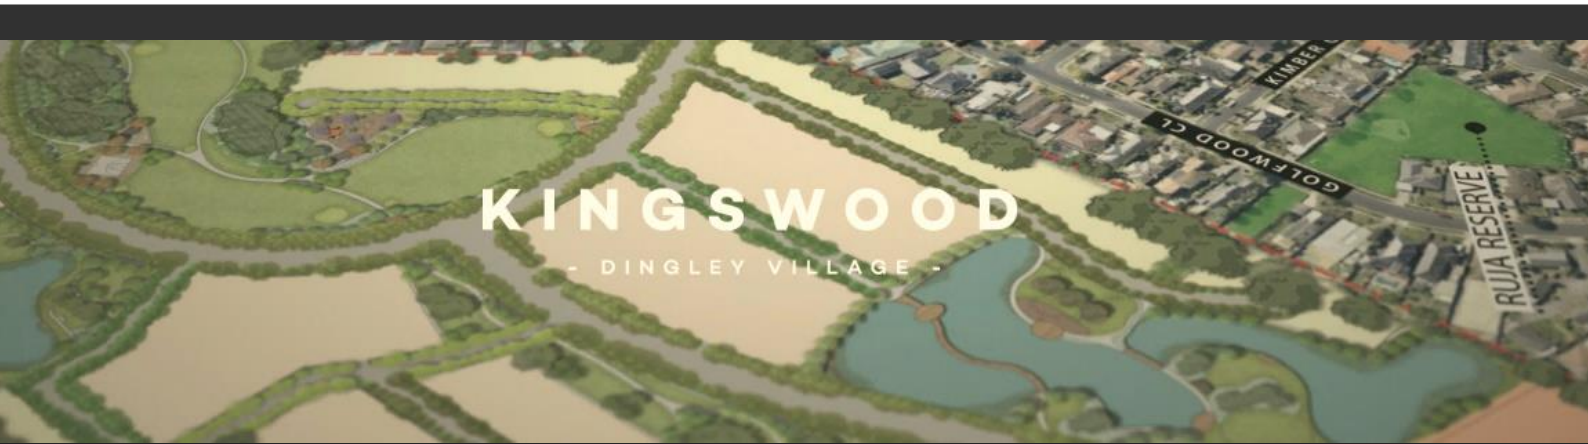 KIMBER
GOLFWOOD CL
KINGSWOOD
RUJA RESERVE
- DINGLEY VILLAGE -